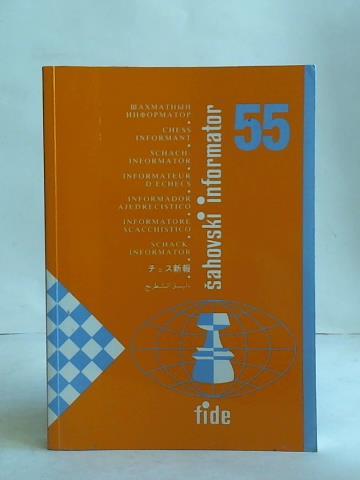 ШАХМАТНЫЙ
ИНФОРМАТОР
CHESS
INFORMANT
SCHACH-
INFORMATOR
INFORMATEUR
D'ECHECS
INFORMADOR
AJEDRECISTICO
INFORMATORE
SCACCHISTICO
SCHACK-
INFORMATOR
チェス新報
šahovski informator
55
fide